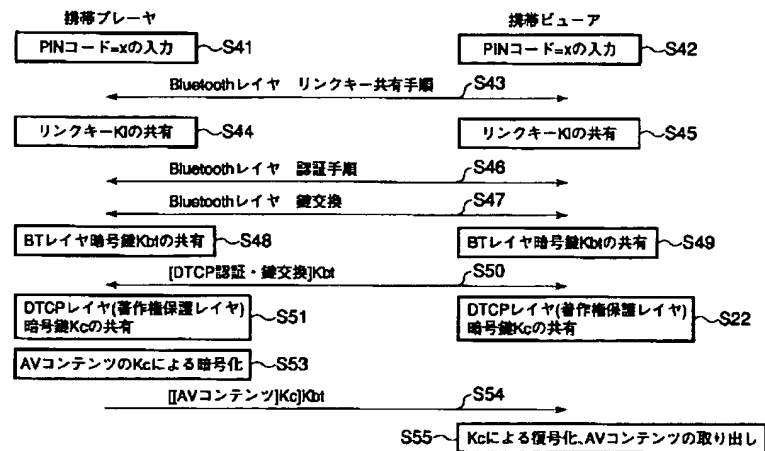 携帯プレーヤ 携帯ビューア
PINコード=xの入力 S41 PINコード=xの入力 S42
Bluetoothレイヤ リンクキー共有手順 S43
リンクキーKlの共有 S44 リンクキーKlの共有 S45
Bluetoothレイヤ 認証手順 S46
Bluetoothレイヤ 鍵交換 S47
BTレイヤ暗号鍵Kbtの共有 S48 BTレイヤ暗号鍵Kbtの共有 S49
[DTCP認証・鍵交換]Kbt S50
DTCPレイヤ(著作権保護レイヤ)
暗号鍵Kcの共有 S51
DTCPレイヤ(著作権保護レイヤ)
暗号鍵Kcの共有 S22
AVコンテンツのKcによる暗号化 S53
[[AVコンテンツ]Kc]Kbt S54
S55 Kcによる復号化、AVコンテンツの取り出し